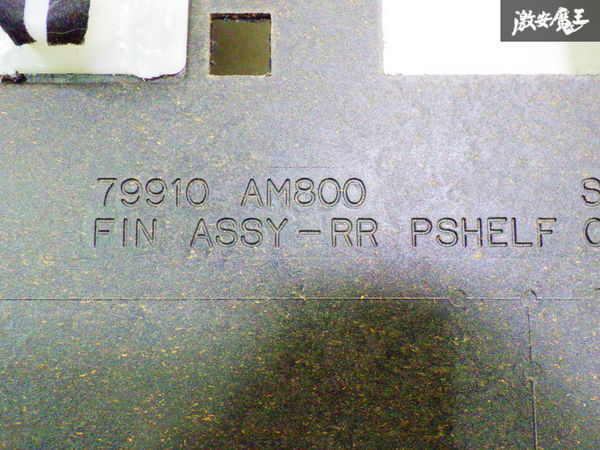 激安魔王
79910 AM800 S
FIN ASSY-RR PSHELF